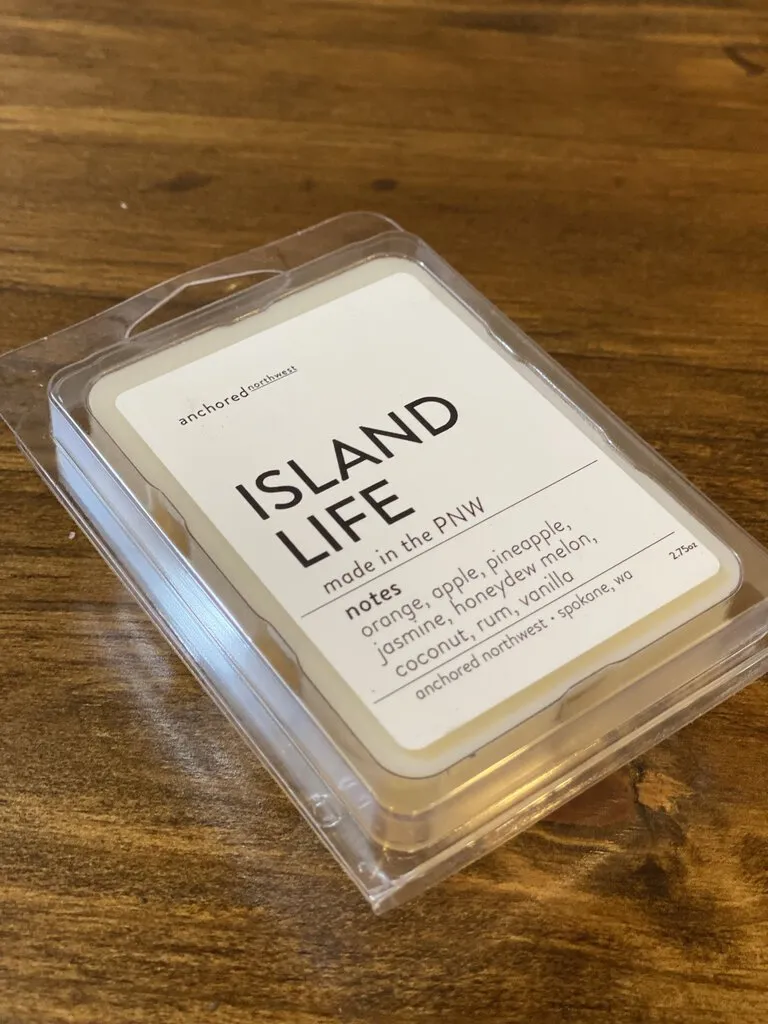 anchored northwest
ISLAND
LIFE
made in the PNW
notes
orange, apple, pineapple,
jasmine, honeydew melon,
coconut, rum, vanilla
anchored northwest • spokane, wa
2.75oz